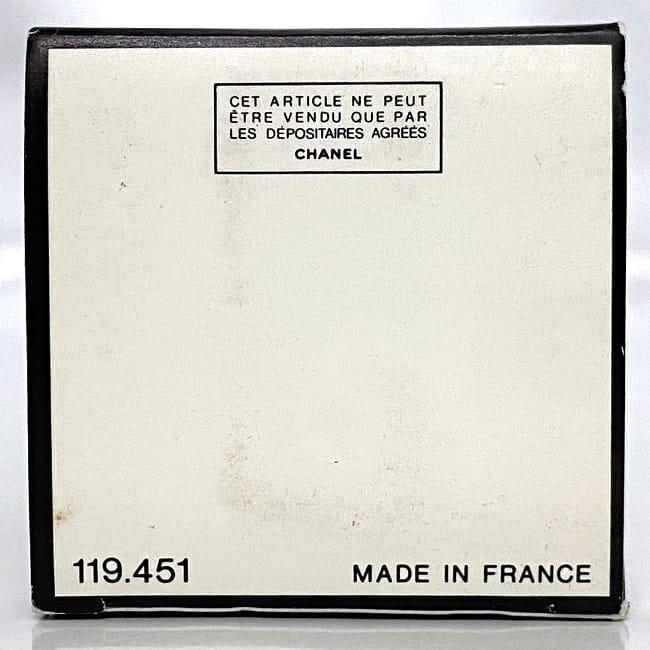 CET ARTICLE NE PEUT
ÊTRE VENDU QUE PAR
LES DÉPOSITAIRES AGRÉÉS
CHANEL
119.451
MADE IN FRANCE